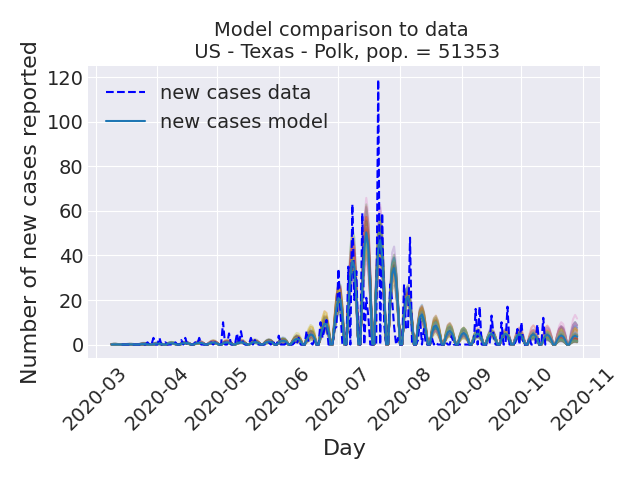 Model comparison to data
US - Texas - Polk, pop. = 51353
Number of new cases reported
120
100
80
60
40
20
0
new cases data
new cases model
2020-03
2020-04
2020-05
2020-06
2020-07
2020-08
2020-09
2020-10
2020-11
Day